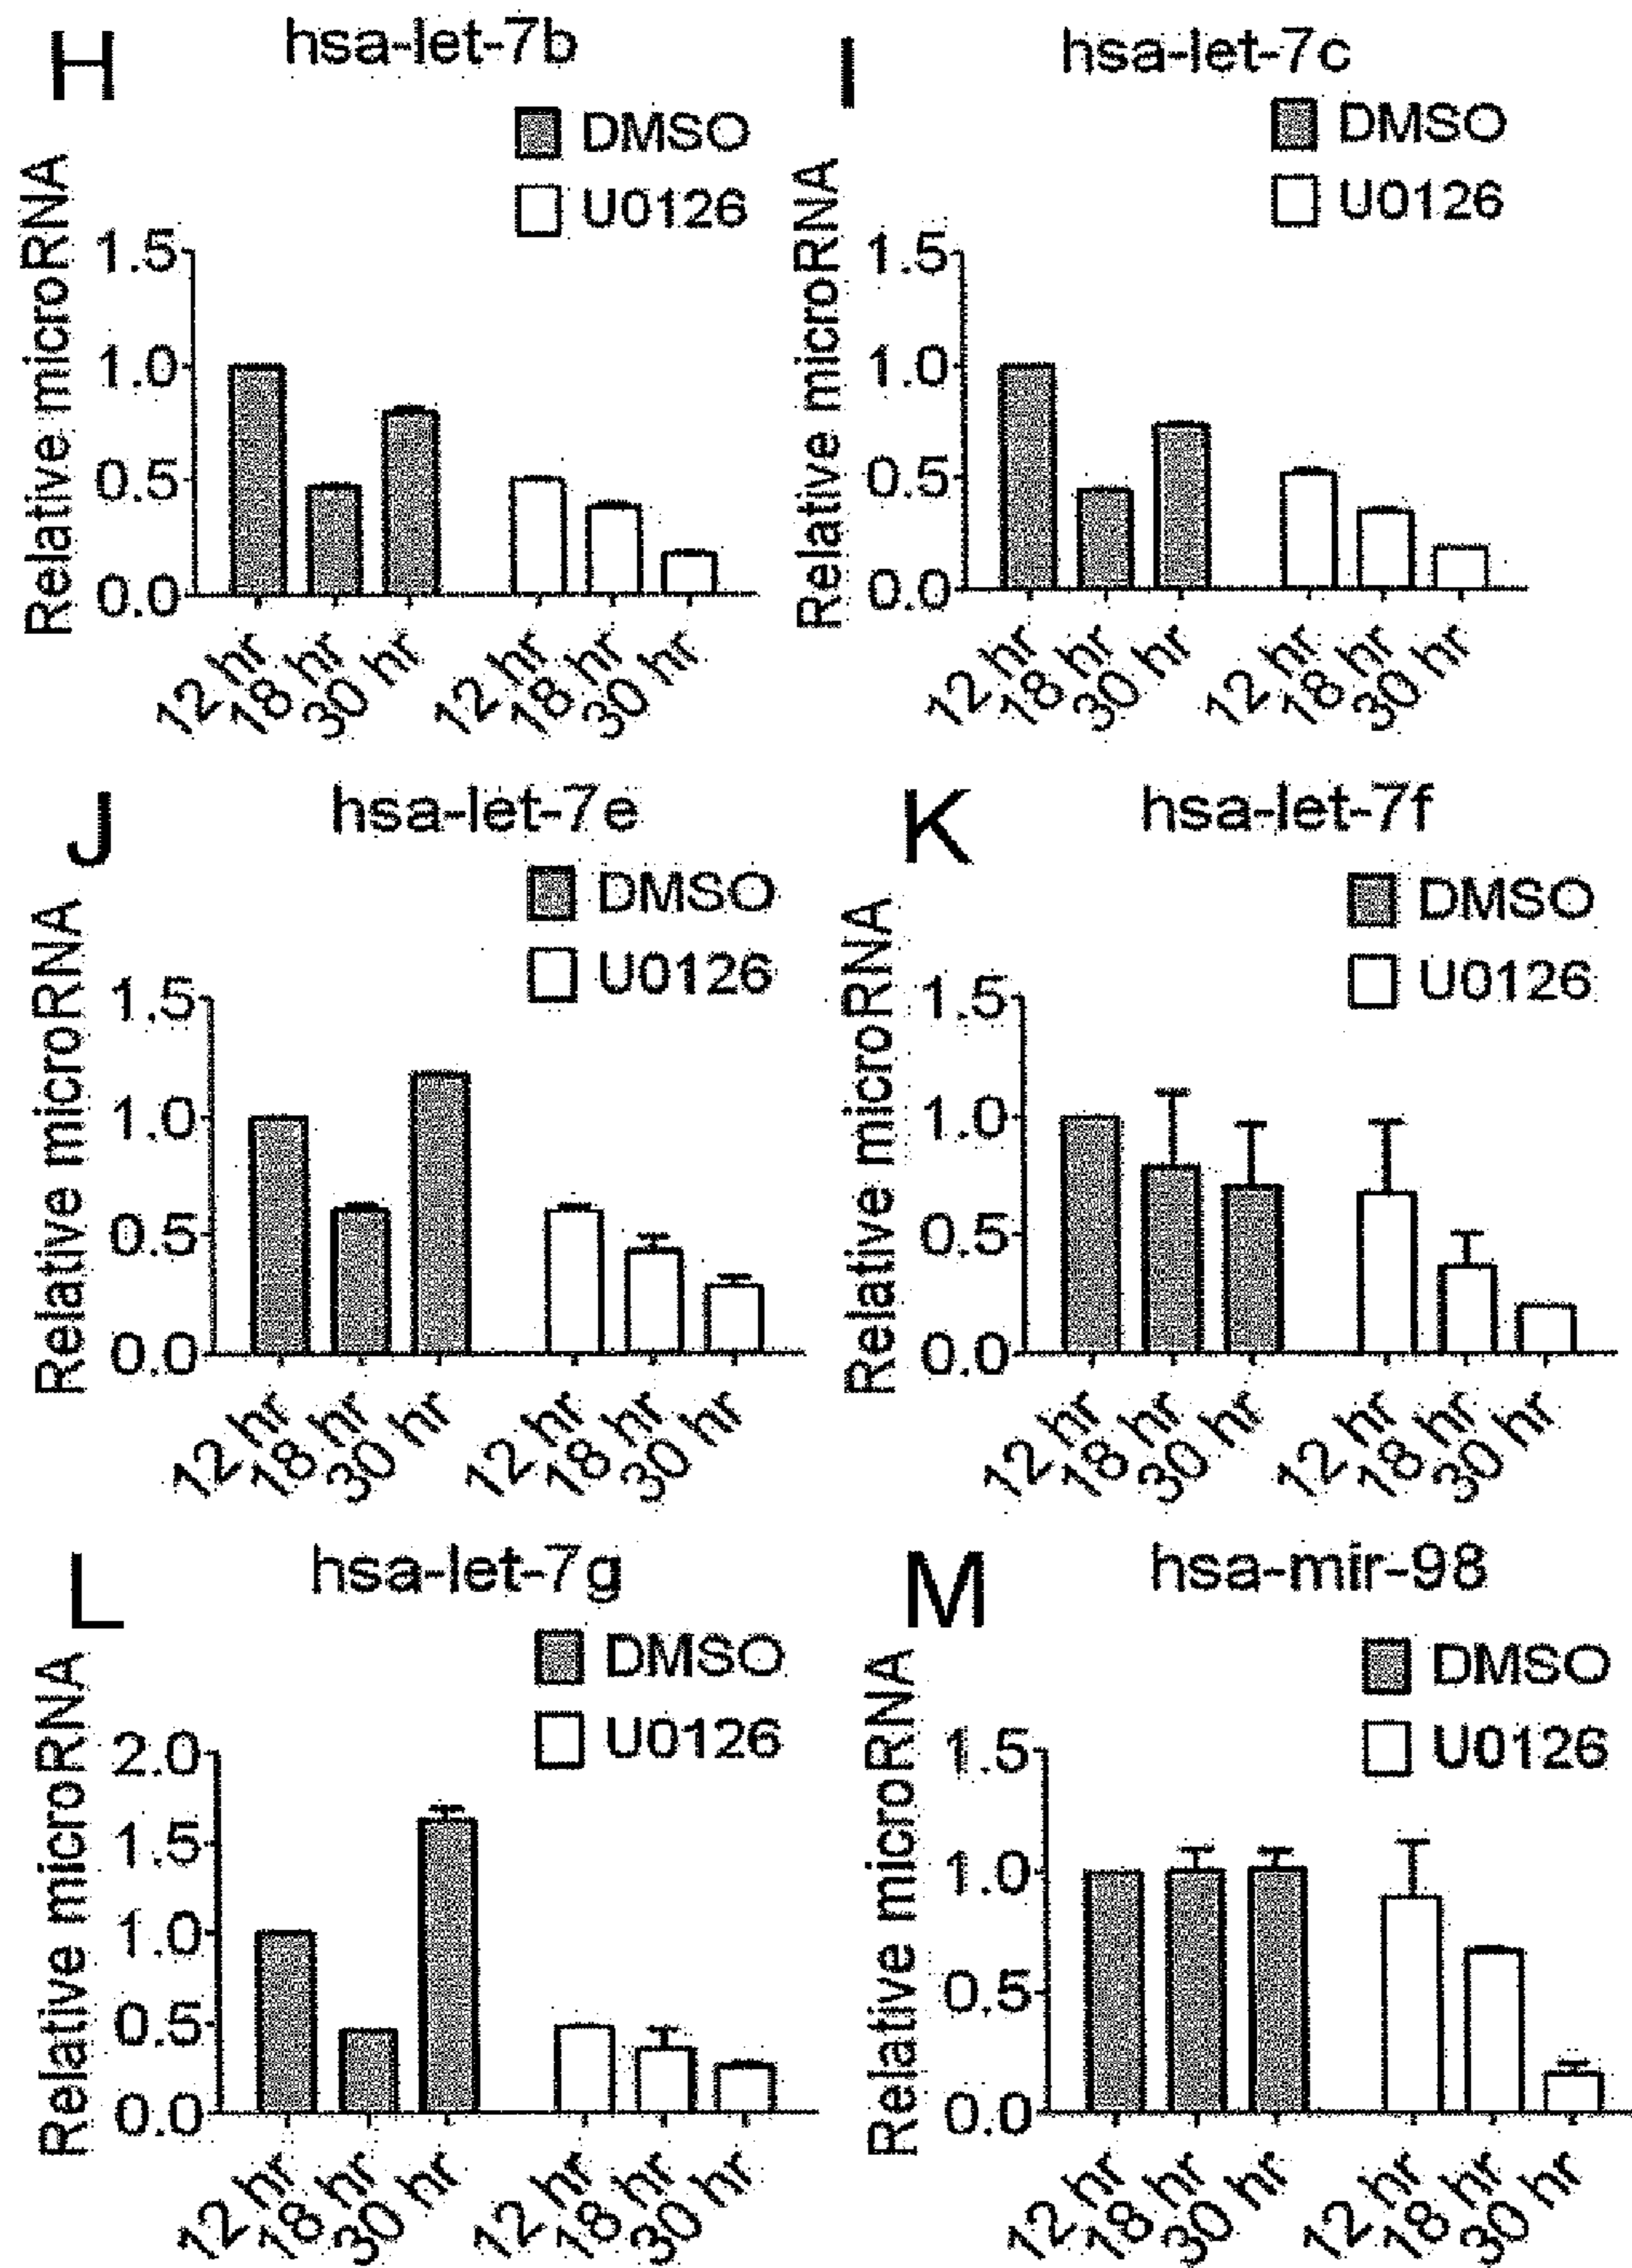 H
hsa-let-7b
DMSO
U0126
Relative microRNA
1.5
1.0
0.5
0.0
12 hr
18 hr
30 hr
12 hr
18 hr
30 hr
I
hsa-let-7c
DMSO
U0126
Relative microRNA
1.5
1.0
0.5
0.0
12 hr
18 hr
30 hr
12 hr
18 hr
30 hr
J
hsa-let-7e
DMSO
U0126
Relative microRNA
1.5
1.0
0.5
0.0
12 hr
18 hr
30 hr
12 hr
18 hr
30 hr
K
hsa-let-7f
DMSO
U0126
Relative microRNA
1.5
1.0
0.5
0.0
12 hr
18 hr
30 hr
12 hr
18 hr
30 hr
L
hsa-let-7g
DMSO
U0126
Relative microRNA
2.0
1.5
1.0
0.5
0.0
12 hr
18 hr
30 hr
12 hr
18 hr
30 hr
M
hsa-mir-98
DMSO
U0126
Relative microRNA
1.5
1.0
0.5
0.0
12 hr
18 hr
30 hr
12 hr
18 hr
30 hr